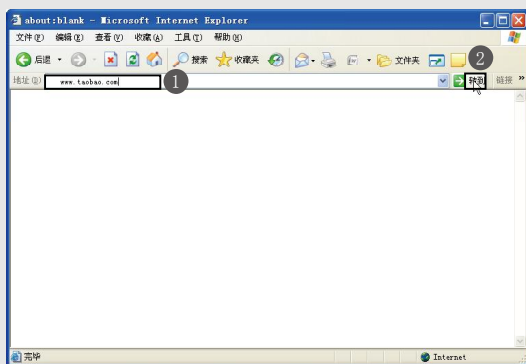 about:blank - Microsoft Internet Explorer
文件(F) 编辑(E) 查看(V) 收藏(A) 工具(T) 帮助(H)
后退 搜索 收藏夹 文件夹 2
地址(D) www.taobao.com 1 转到 链接 »
完毕 Internet